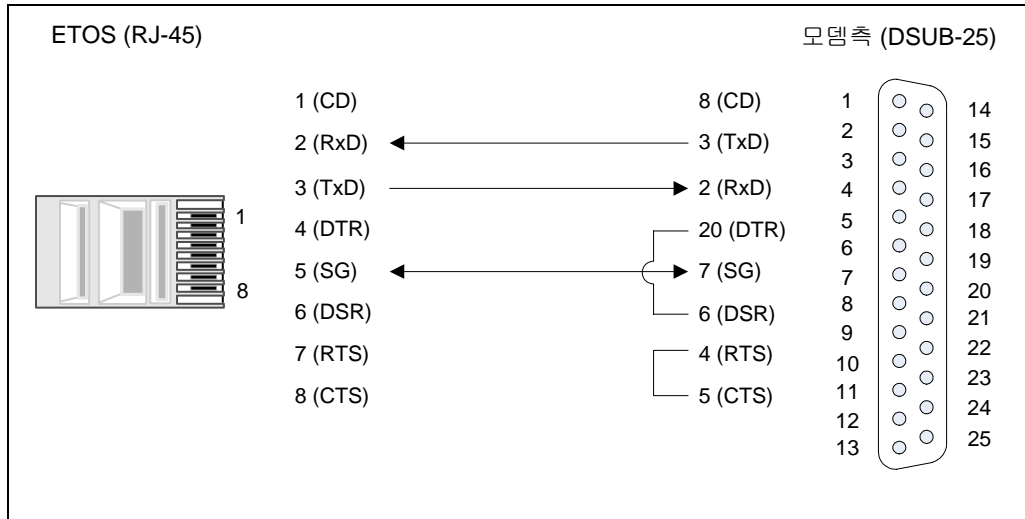 ETOS (RJ-45)
모뎀측 (DSUB-25)
1 (CD)
2 (RxD)
3 (TxD)
4 (DTR)
5 (SG)
6 (DSR)
7 (RTS)
8 (CTS)
1
8
8 (CD)
3 (TxD)
2 (RxD)
20 (DTR)
7 (SG)
6 (DSR)
4 (RTS)
5 (CTS)
1
2
3
4
5
6
7
8
9
10
11
12
13
14
15
16
17
18
19
20
21
22
23
24
25